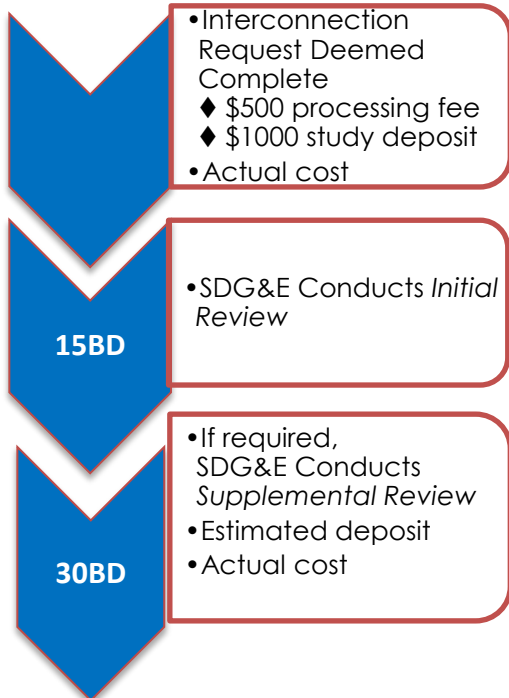 •Interconnection
Request Deemed
Complete
♦ $500 processing fee
♦ $1000 study deposit
•Actual cost
15BD
•SDG&E Conducts Initial
Review
30BD
•If required,
SDG&E Conducts
Supplemental Review
•Estimated deposit
•Actual cost